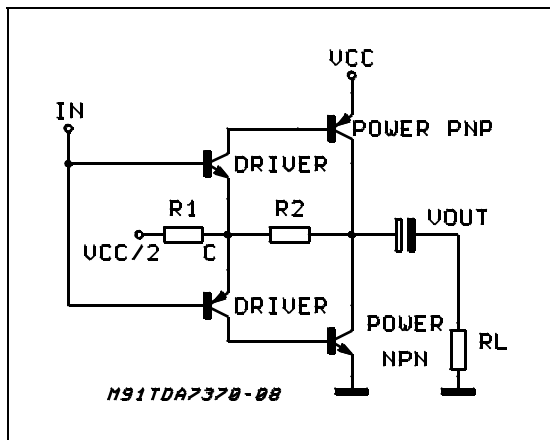 VCC
IN
POWER PNP
DRIVER
R1
R2
VOUT
VCC/2
C
DRIVER
POWER
NPN
RL
M91TDA7370-08